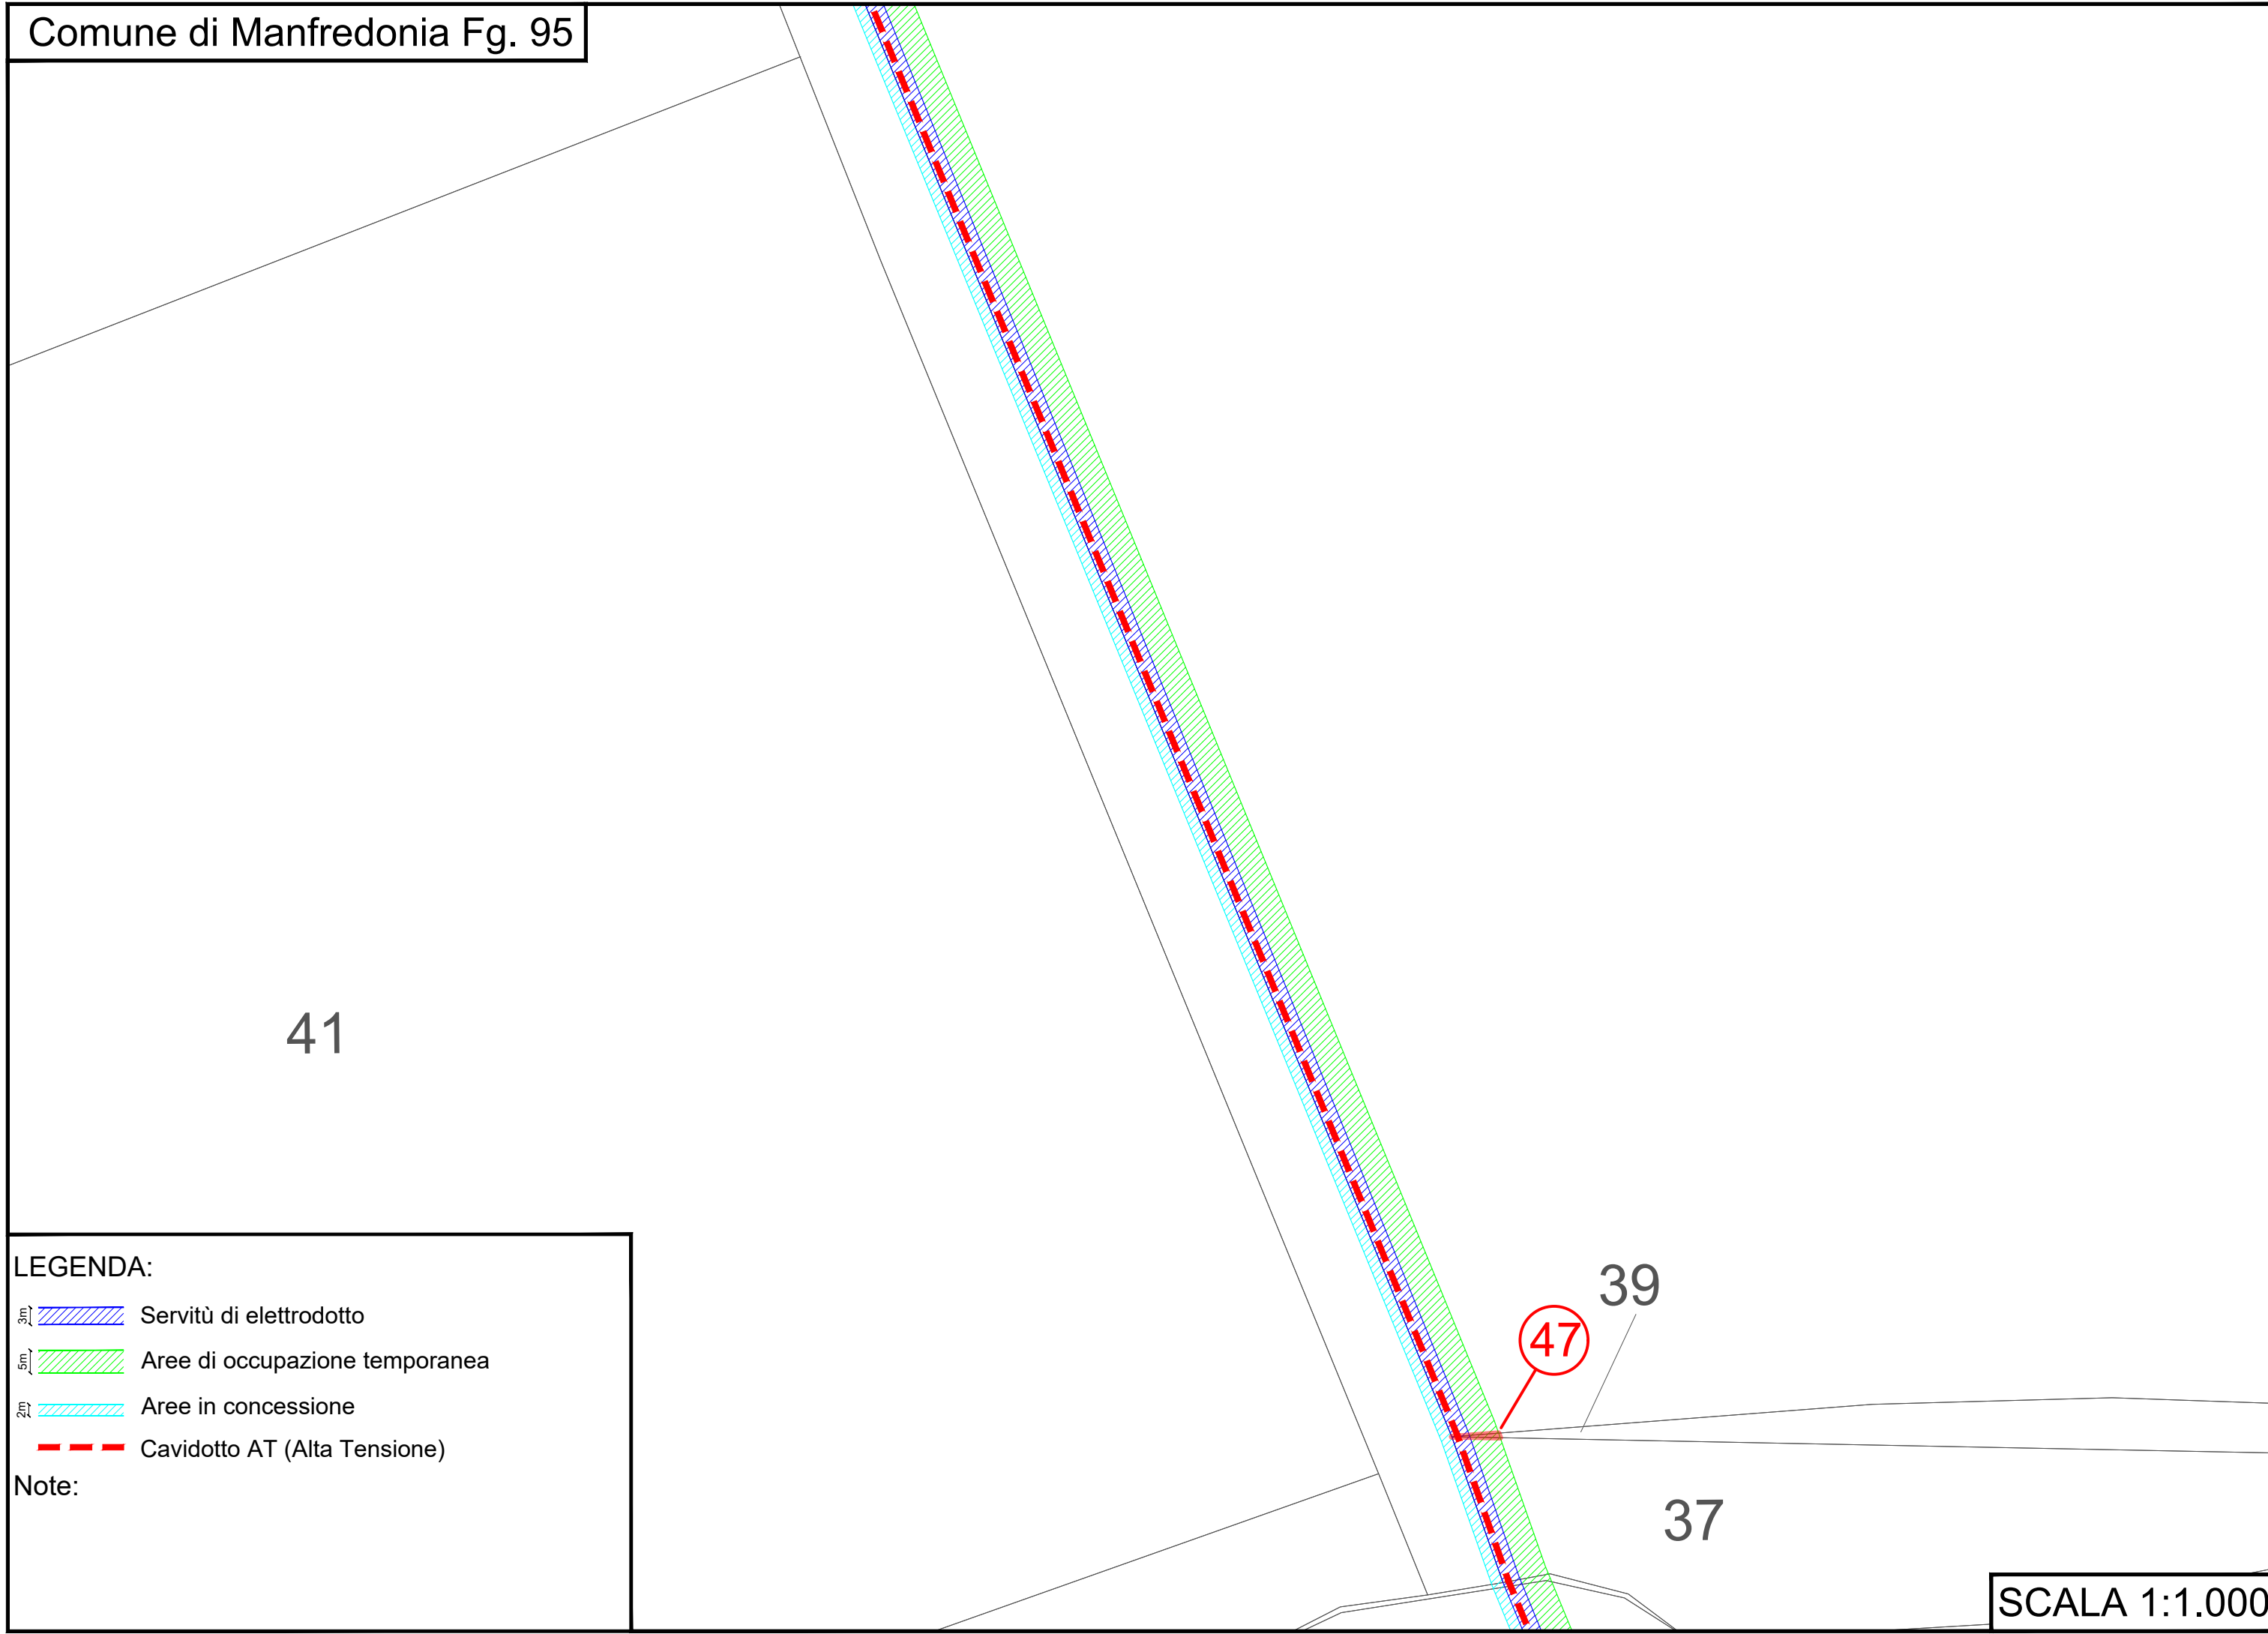 Comune di Manfredonia Fg. 95
41
39
47
37
LEGENDA:
3m Servitù di elettrodotto
5m Aree di occupazione temporanea
2m Aree in concessione
Cavidotto AT (Alta Tensione)
Note:
SCALA 1:1.000